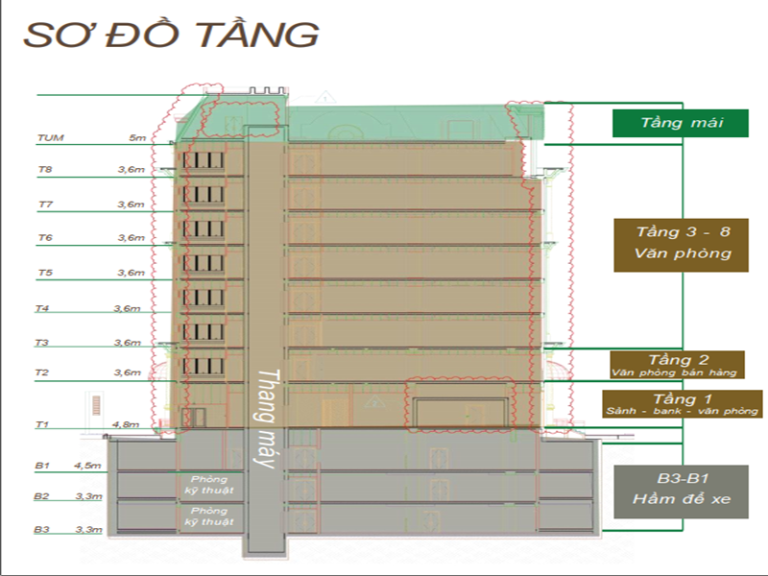 SƠ ĐỒ TẦNG
TUM 5m
Tầng mái
T8 3,6m
T7 3,6m
T6 3,6m
Tầng 3 - 8
Văn phòng
T5 3,6m
T4 3,6m
T3 3,6m
T2 3,6m
Tầng 2
Văn phòng bán hàng
Tầng 1
Sảnh - bank - văn phòng
Thang máy
T1 4,8m
B1 4,5m
Phòng
kỹ thuật
B2 3,3m
Phòng
kỹ thuật
B3 3,3m
B3-B1
Hầm để xe